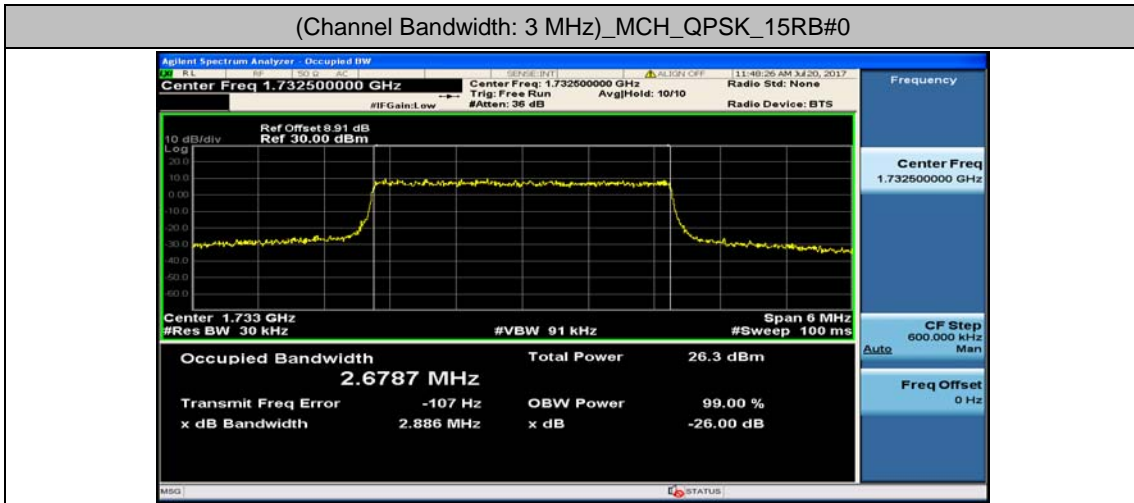 (Channel Bandwidth: 3 MHz)_MCH_QPSK_15RB#0
Agilent Spectrum Analyzer - Occupied BW
LXI RL RF 50 Ω AC SENSE:INT ALIGN OFF 11:48:26 AM Jul 20, 2017
Center Freq 1.732500000 GHz Center Freq: 1.732500000 GHz Radio Std: None
Trig: Free Run Avg|Hold: 10/10
#IFGain:Low #Atten: 36 dB Radio Device: BTS
Ref Offset 8.91 dB
10 dB/div Ref 30.00 dBm
Log
20.0
10.0
0.00
-10.0
-20.0
-30.0
-40.0
-50.0
-60.0
Center 1.733 GHz Span 6 MHz
#Res BW 30 kHz #VBW 91 kHz #Sweep 100 ms
Occupied Bandwidth Total Power 26.3 dBm
2.6787 MHz
Transmit Freq Error -107 Hz OBW Power 99.00 %
x dB Bandwidth 2.886 MHz x dB -26.00 dB
MSG STATUS
Frequency
Center Freq
1.732500000 GHz
CF Step
600.000 kHz
Auto Man
Freq Offset
0 Hz